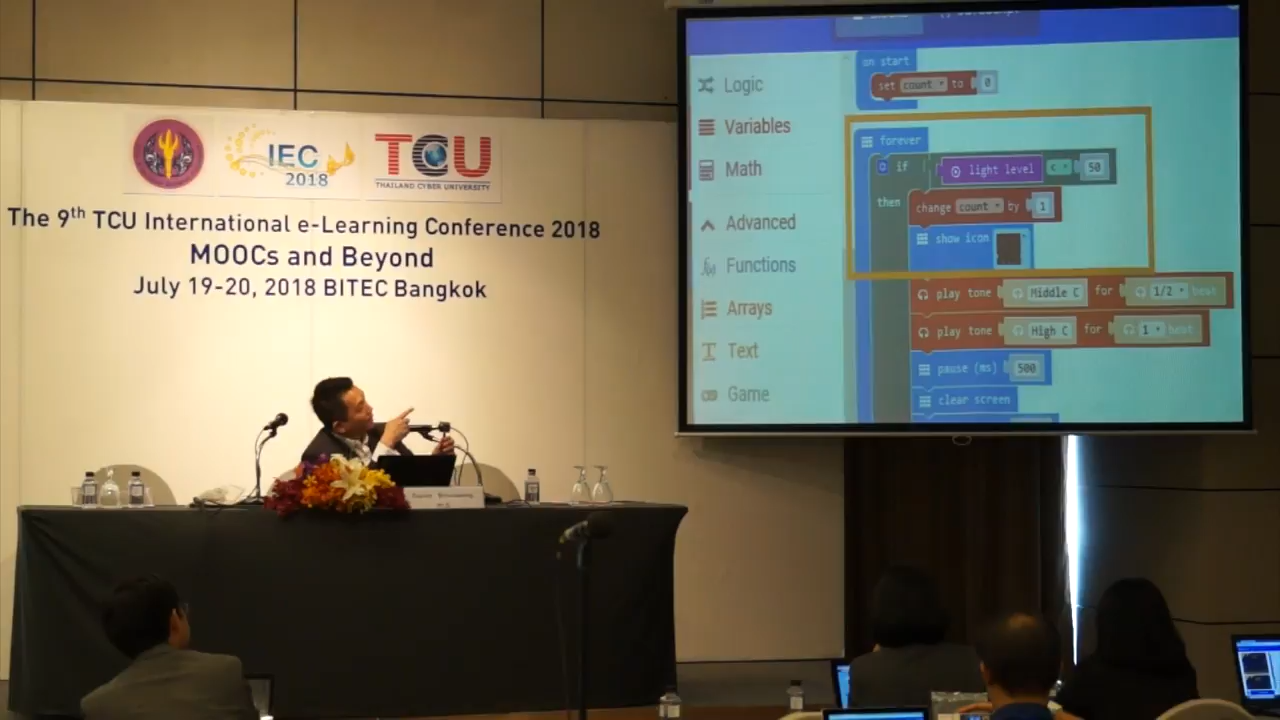 IEC
2018
TCU
THAILAND CYBER UNIVERSITY
The 9th TCU International e-Learning Conference 2018
MOOCs and Beyond
July 19-20, 2018 BITEC Bangkok
Logic
Variables
Math
Advanced
Functions
Arrays
Text
Game
on start
set count to 0
forever
if light level < 50
then
change count by 1
show icon
play tone Middle C for 1/2 beat
play tone High C for 1 beat
pause (ms) 500
clear screen